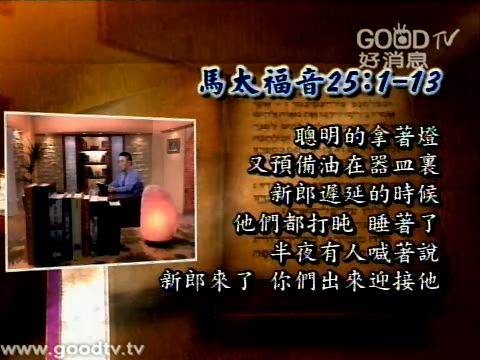 GOOD TV
好消息
馬太福音25:1-13
聰明的拿著燈
又預備油在器皿裏
新郎遲延的時候
他們都打盹 睡著了
半夜有人喊著說
新郎來了 你們出來迎接他
www.goodtv.tv